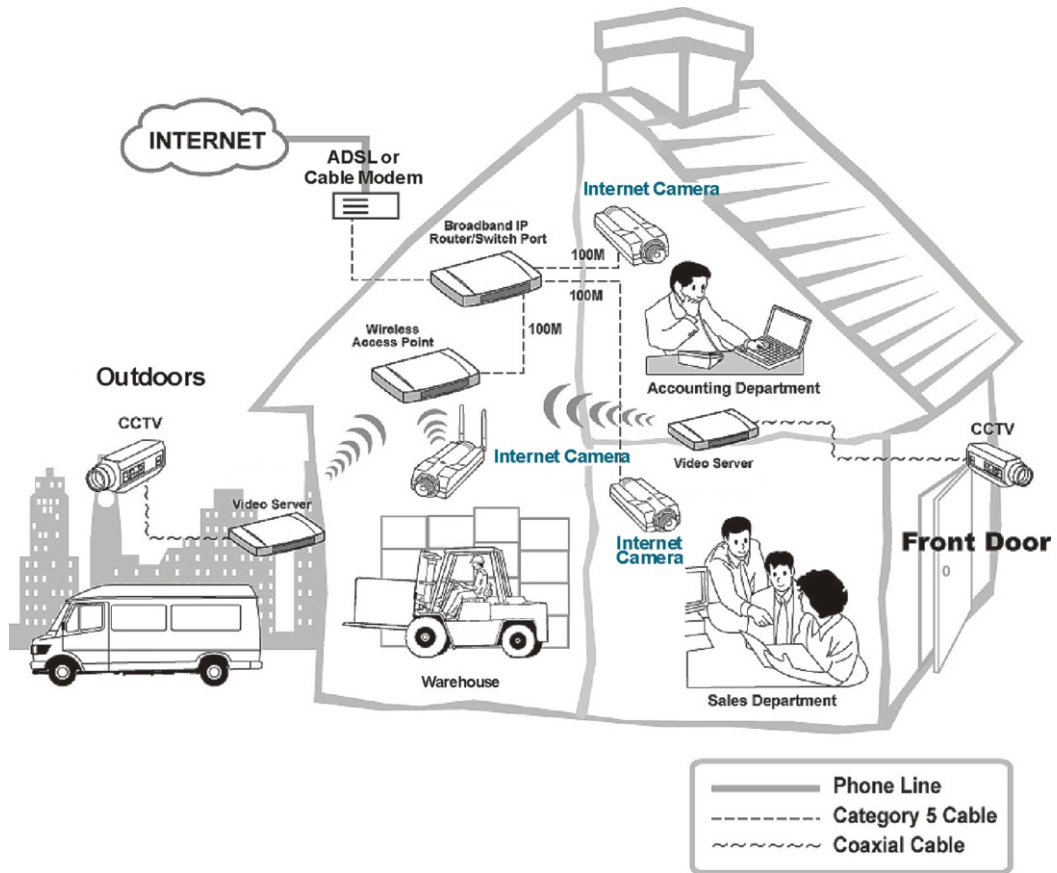 INTERNET
ADSL or
Cable Modem
Internet Camera
Broadband IP
Router/Switch Port
100M
100M
100M
Wireless
Access Point
Outdoors
Accounting Department
CCTV
CCTV
Internet Camera
Video Server
Video Server
Internet
Camera
Front Door
Warehouse
Sales Department
Phone Line
Category 5 Cable
Coaxial Cable